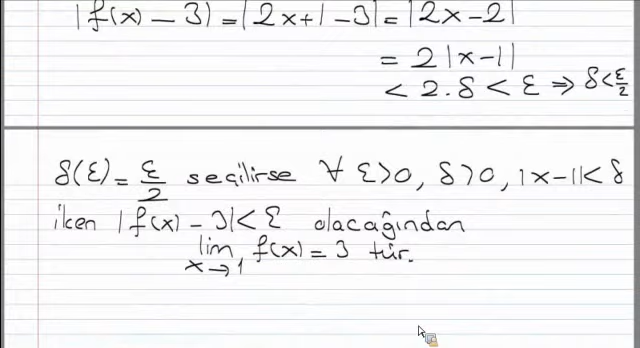 |f(x) - 3| = |2x+1 - 3| = |2x - 2|
= 2|x-1|
< 2.δ < ε ⇒ δ < ε/2
δ(ε) = ε/2 seçilirse ∀ ε>0, δ>0, |x-1|< δ
iken |f(x) - 3| < ε olacağından
lim x→1 f(x) = 3 tür.